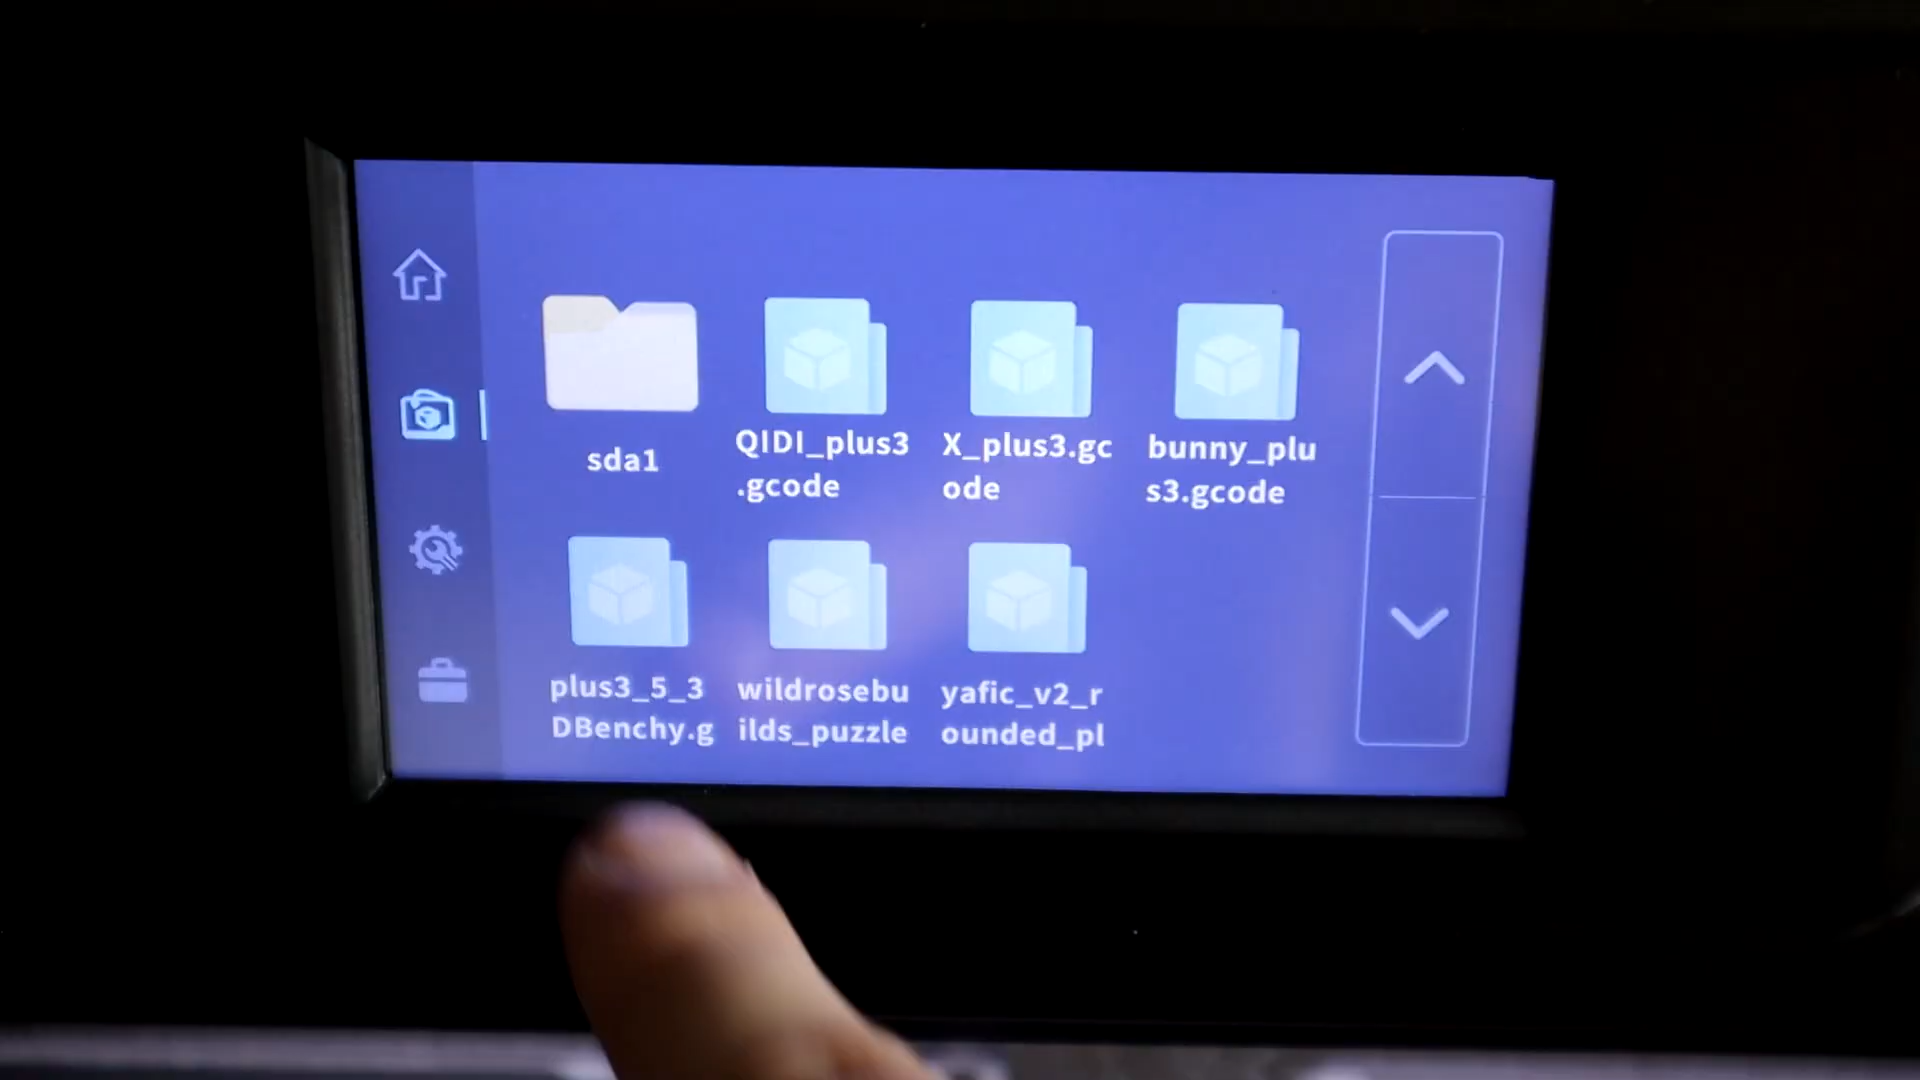 sda1
QIDI_plus3
.gcode
X_plus3.gc
ode
bunny_plu
s3.gcode
plus3_5_3
DBenchy.g
wildrosebu
ilds_puzzle
yafic_v2_r
ounded_pl